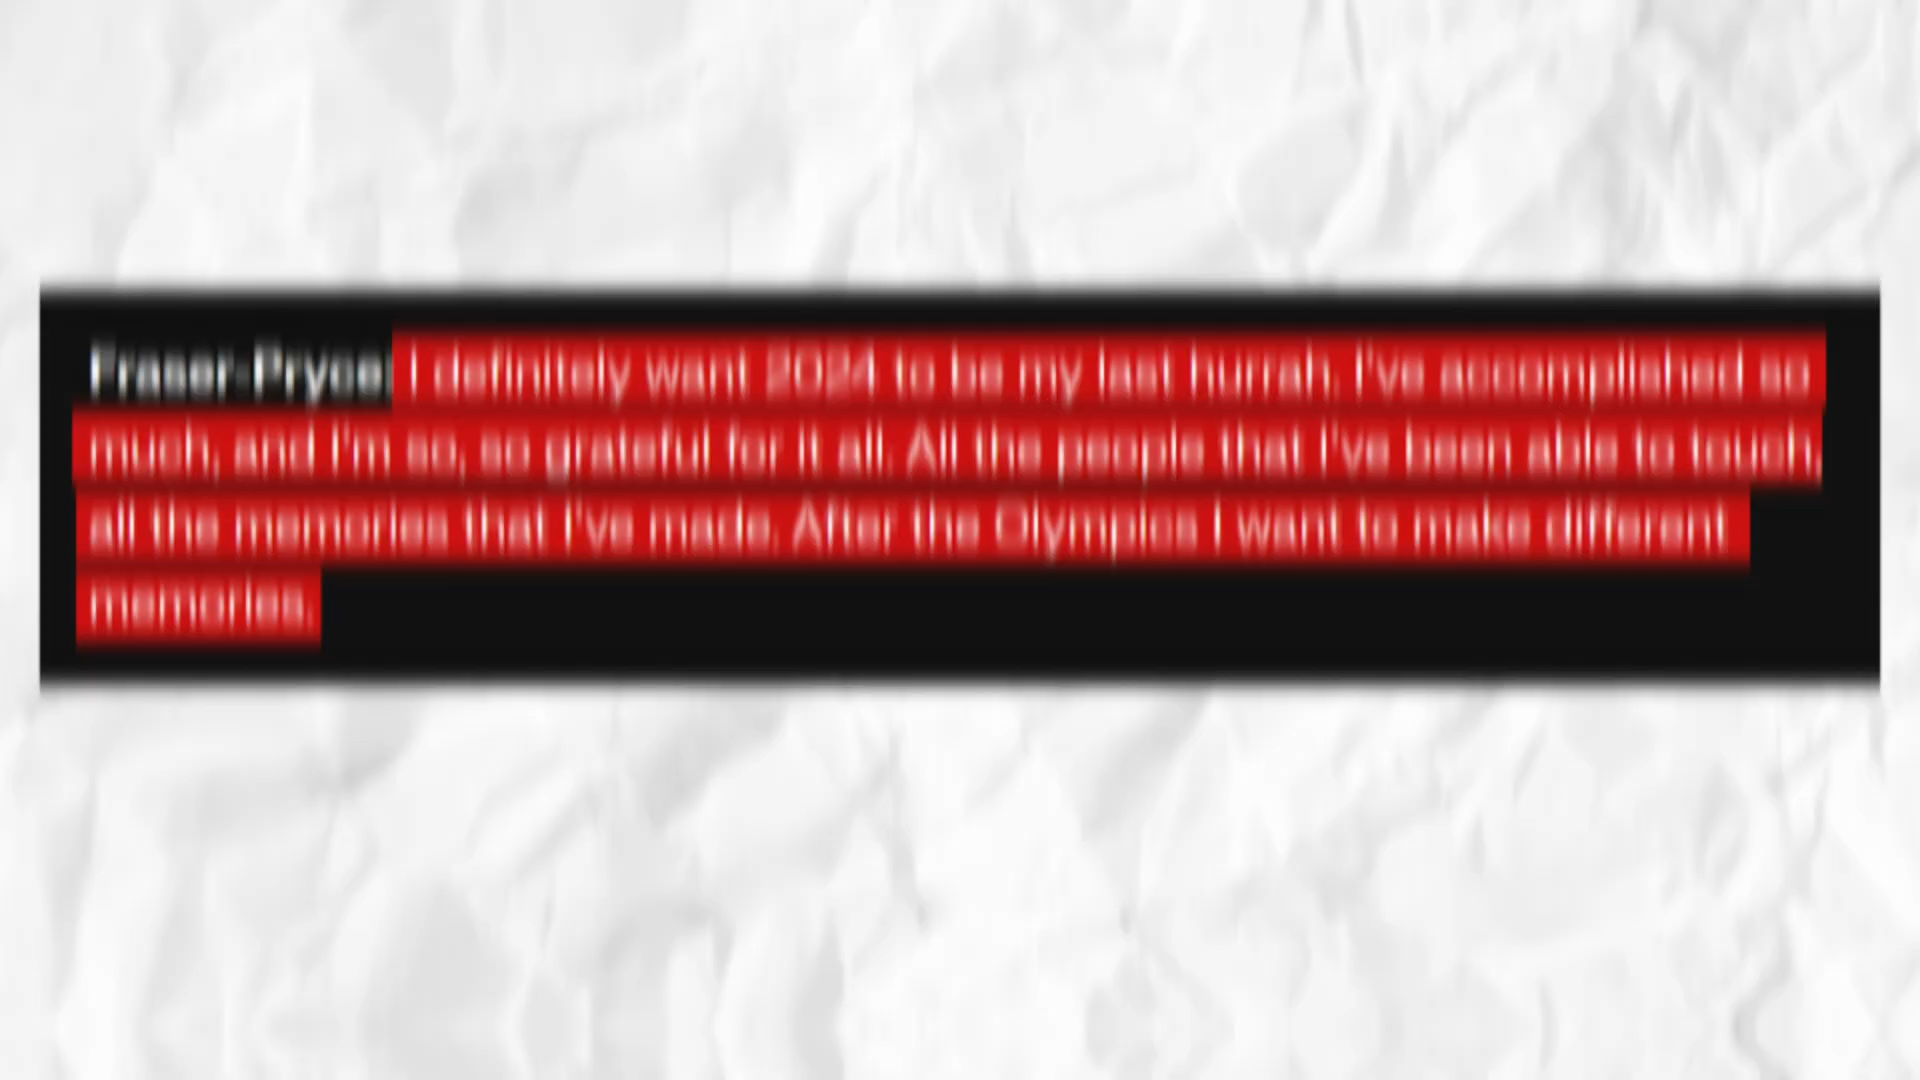 Fraser-Pryce: I definitely want 2024 to be my last hurrah. I've accomplished so
much, and I'm so, so grateful for it all. All the people that I've been able to touch,
all the memories that I've made. After the Olympics I want to make different
memories.